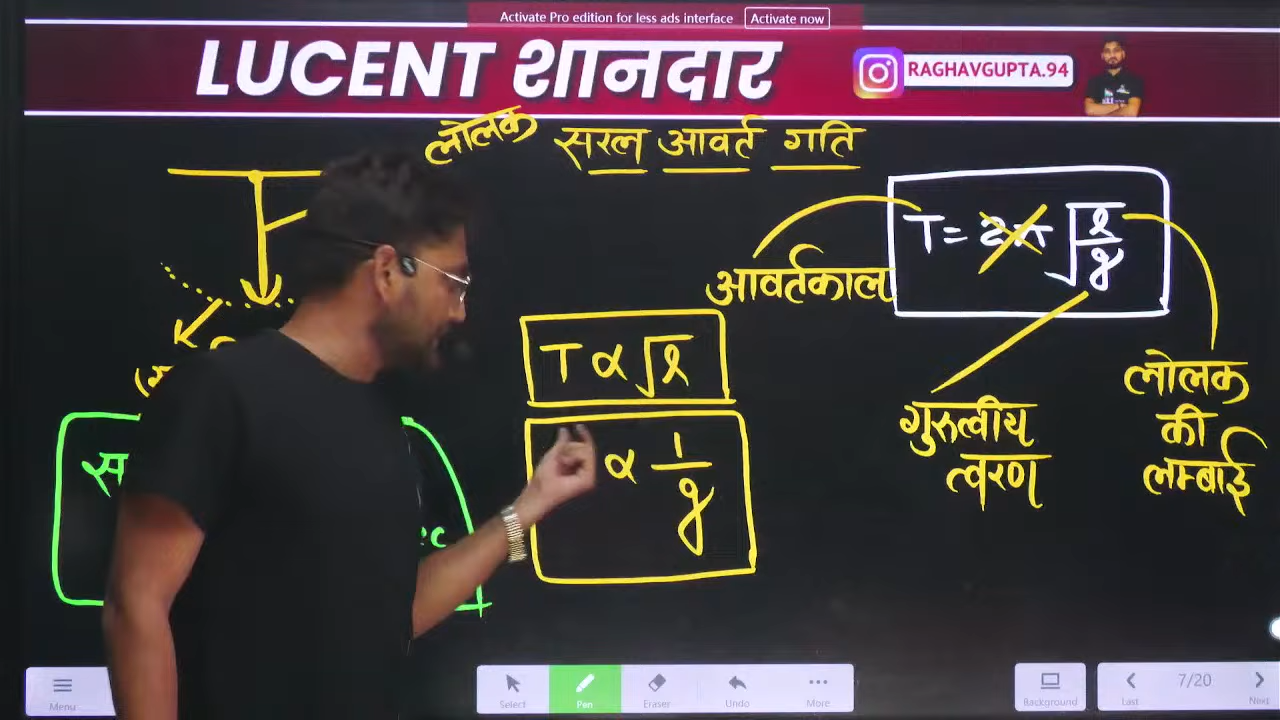 Activate Pro edition for less ads interface Activate now
LUCENT शानदार
RAGHAVGUPTA.94
लोलक सरल आवर्त गति
T = 2π √l/g
आवर्तकाल
T ∝ √l
∝ 1/g
गुरुत्वीय
त्वरण
लोलक
की
लम्बाई
स
Menu
Select
Pen
Eraser
Undo
More
Background
Last
7/20
Next